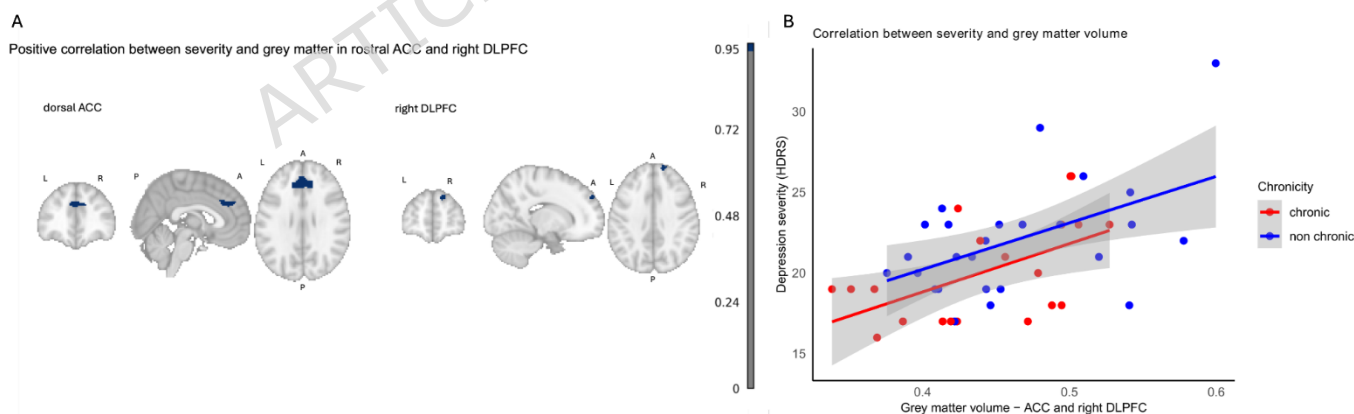 A
Positive correlation between severity and grey matter in rostral ACC and right DLPFC
dorsal ACC
right DLPFC
L
R
P
A
L
A
R
P
L
R
P
A
L
A
R
P
0.95
0.72
0.48
0.24
0
ARTIC
B
Correlation between severity and grey matter volume
Depression severity (HDRS)
30
25
20
15
0.4
0.5
0.6
Grey matter volume – ACC and right DLPFC
Chronicity
chronic
non chronic